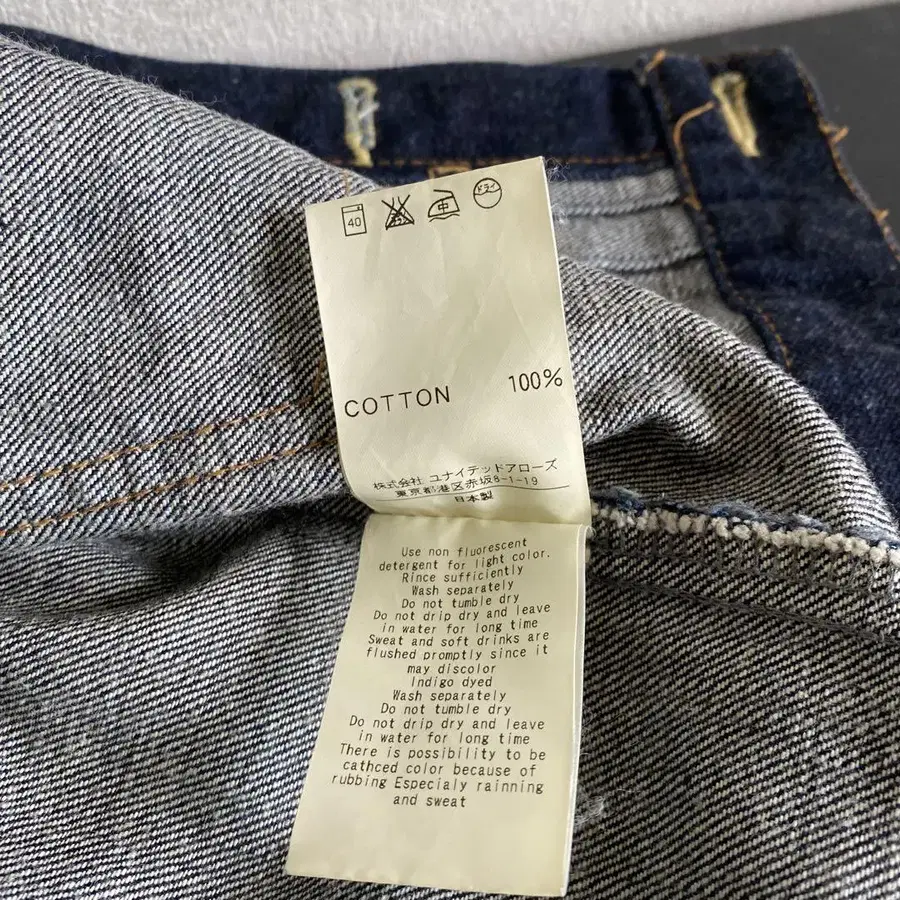 40 中 ドライ
COTTON 100%
株式会社 ユナイテッドアローズ
東京都港区赤坂8-1-19
日本製
Use non fluorescent
detergent for light color.
Rince sufficiently
Wash separately
Do not tumble dry
Do not drip dry and leave
in water for long time
Sweat and soft drinks are
flushed promptly since it
may discolor
Indigo dyed
Wash separately
Do not tumble dry
Do not drip dry and leave
in water for long time
There is possibility to be
cathced color because of
rubbing Especialy rainning
and sweat